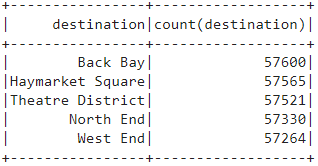 +----------------+------------------+
|     destination|count(destination)|
+----------------+------------------+
|        Back Bay|             57600|
|Haymarket Square|             57565|
|Theatre District|             57521|
|       North End|             57330|
|        West End|             57264|
+----------------+------------------+